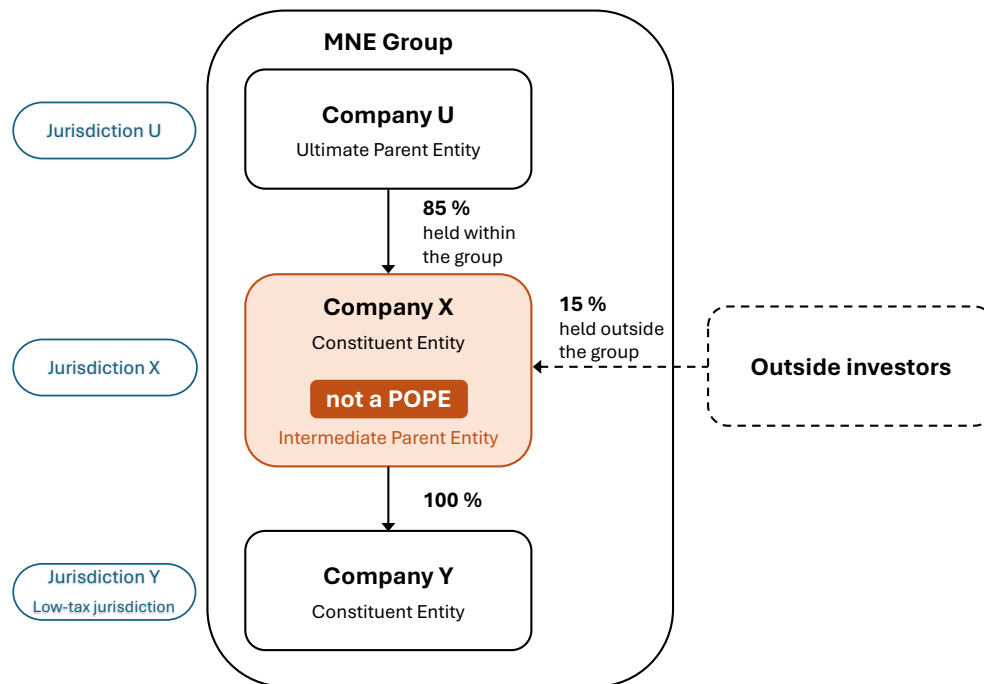 MNE Group
Jurisdiction U
Company U
Ultimate Parent Entity
85 %
held within
the group
Jurisdiction X
Company X
Constituent Entity
not a POPE
Intermediate Parent Entity
15 %
held outside
the group
Outside investors
100 %
Jurisdiction Y
Low-tax jurisdiction
Company Y
Constituent Entity